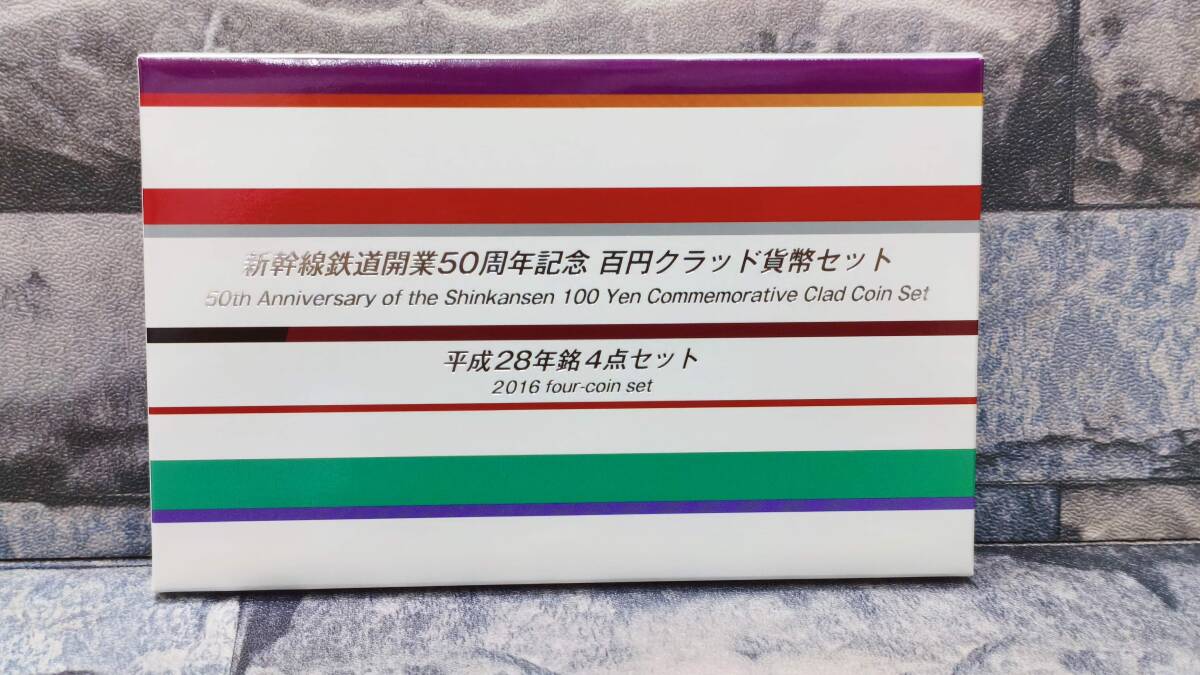 新幹線鉄道開業50周年記念 百円クラッド貨幣セット
50th Anniversary of the Shinkansen 100 Yen Commemorative Clad Coin Set
平成28年銘4点セット
2016 four-coin set